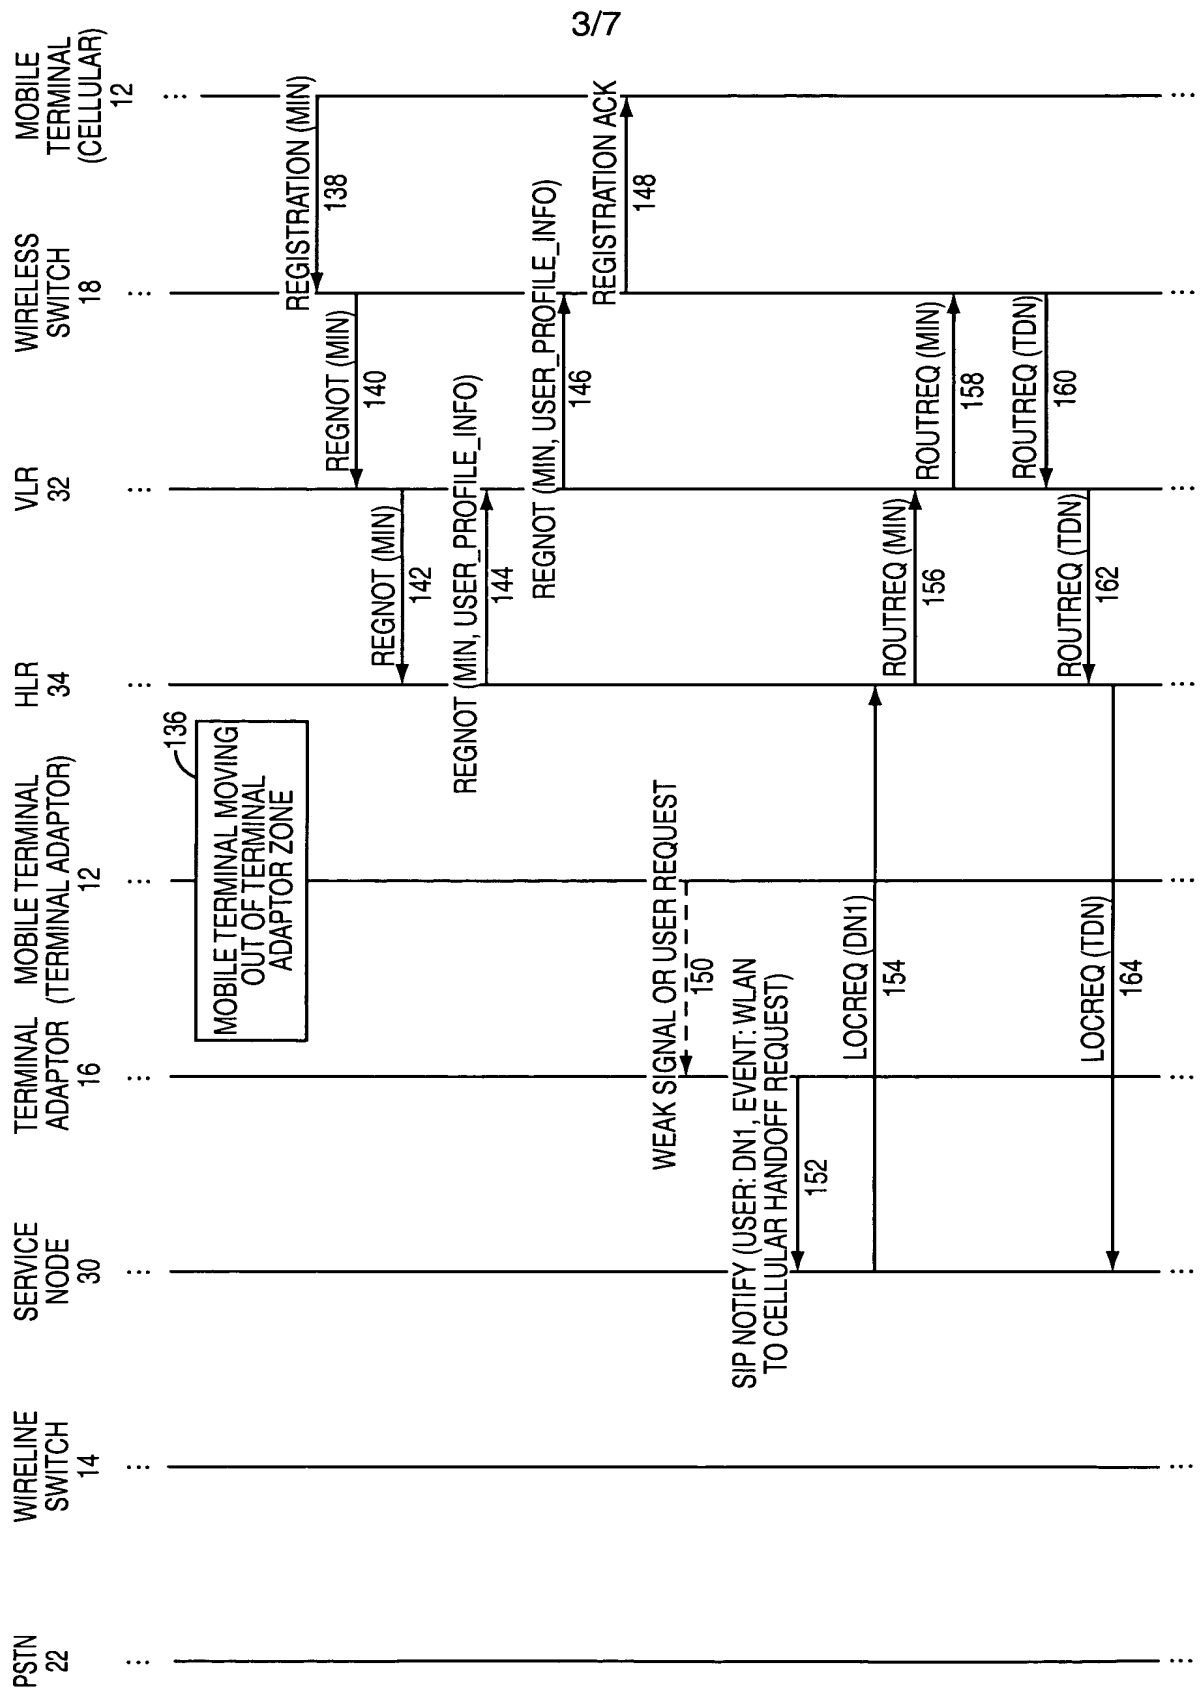 3/7
PSTN
22
WIRELINE
SWITCH
14
SERVICE
NODE
30
TERMINAL
ADAPTOR
16
MOBILE TERMINAL
(TERMINAL ADAPTOR)
12
HLR
34
VLR
32
WIRELESS
SWITCH
18
MOBILE
TERMINAL
(CELLULAR)
12
136
MOBILE TERMINAL MOVING
OUT OF TERMINAL
ADAPTOR ZONE
REGISTRATION (MIN)
138
REGNOT (MIN)
140
REGNOT (MIN)
142
REGNOT (MIN, USER_PROFILE_INFO)
144
REGNOT (MIN, USER_PROFILE_INFO)
146
REGISTRATION ACK
148
WEAK SIGNAL OR USER REQUEST
150
SIP NOTIFY (USER: DN1, EVENT: WLAN
TO CELLULAR HANDOFF REQUEST)
152
LOCREQ (DN1)
154
ROUTREQ (MIN)
156
ROUTREQ (MIN)
158
ROUTREQ (TDN)
160
ROUTREQ (TDN)
162
LOCREQ (TDN)
164